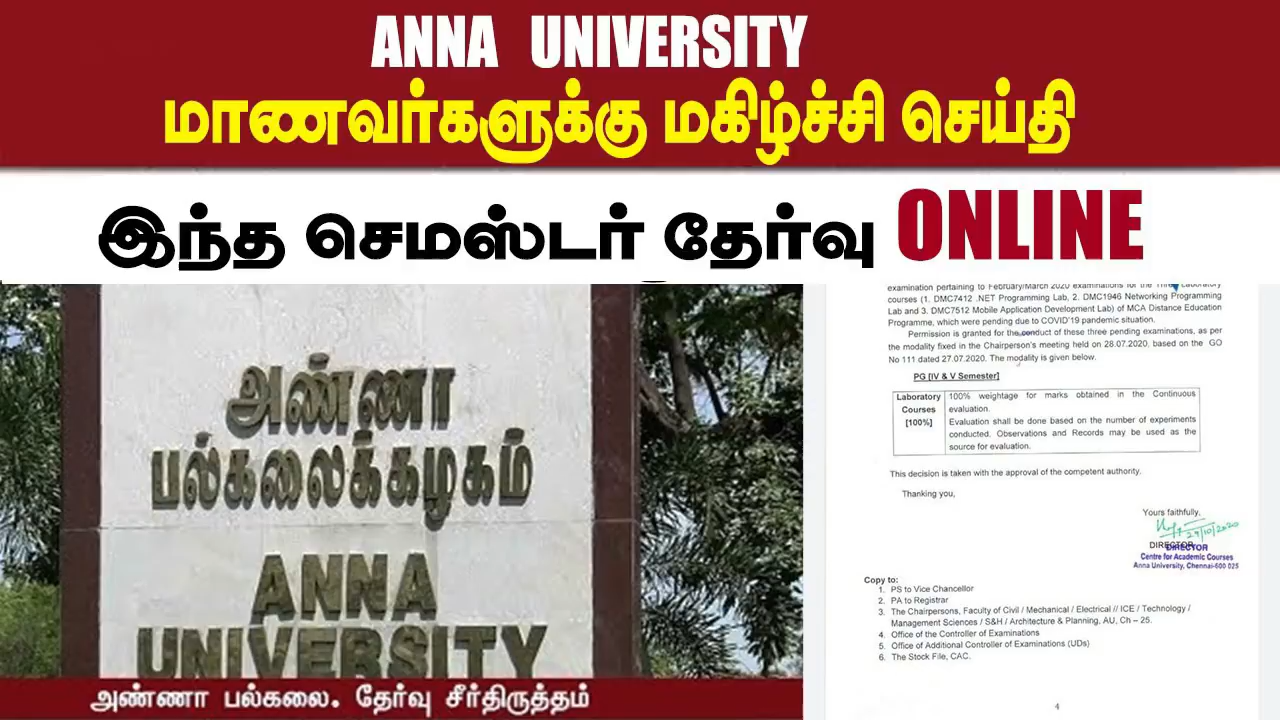 ANNA UNIVERSITY
மாணவர்களுக்கு மகிழ்ச்சி செய்தி
இந்த செமஸ்டர் தேர்வு ONLINE
அண்ணா
பல்கலைக்கழகம்
ANNA
UNIVERSITY
அண்ணா பல்கலை. தேர்வு சீர்திருத்தம்
examination pertaining to February/March 2020 examinations for the Three Laboratory
courses (1. DMC7412 .NET Programming Lab, 2. DMC1946 Networking Programming
Lab and 3. DMC7512 Mobile Application Development Lab) of MCA Distance Education
Programme, which were pending due to COVID'19 pandemic situation.
Permission is granted for the conduct of these three pending examinations, as per
the modality fixed in the Chairperson's meeting held on 28.07.2020, based on the GO
No 111 dated 27.07.2020. The modality is given below.
PG [IV & V Semester]
Laboratory
Courses
[100%]
100% weightage for marks obtained in the Continuous
evaluation.
Evaluation shall be done based on the number of experiments
conducted. Observations and Records may be used as the
source for evaluation.
This decision is taken with the approval of the competent authority.
Thanking you,
Yours faithfully,
29/10/2020
DIRECTOR
DIRECTOR
Centre for Academic Courses
Anna University, Chennai-600 025
Copy to:
1. PS to Vice Chancellor
2. PA to Registrar
3. The Chairpersons, Faculty of Civil / Mechanical / Electrical // ICE / Technology /
Management Sciences / S&H / Architecture & Planning, AU, Ch – 25.
4. Office of the Controller of Examinations
5. Office of Additional Controller of Examinations (UDs)
6. The Stock File, CAC.
4